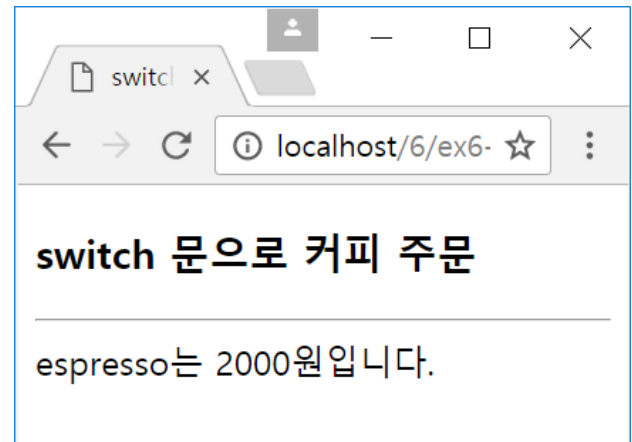 switc
localhost/6/ex6-
switch 문으로 커피 주문
espresso는 2000원입니다.